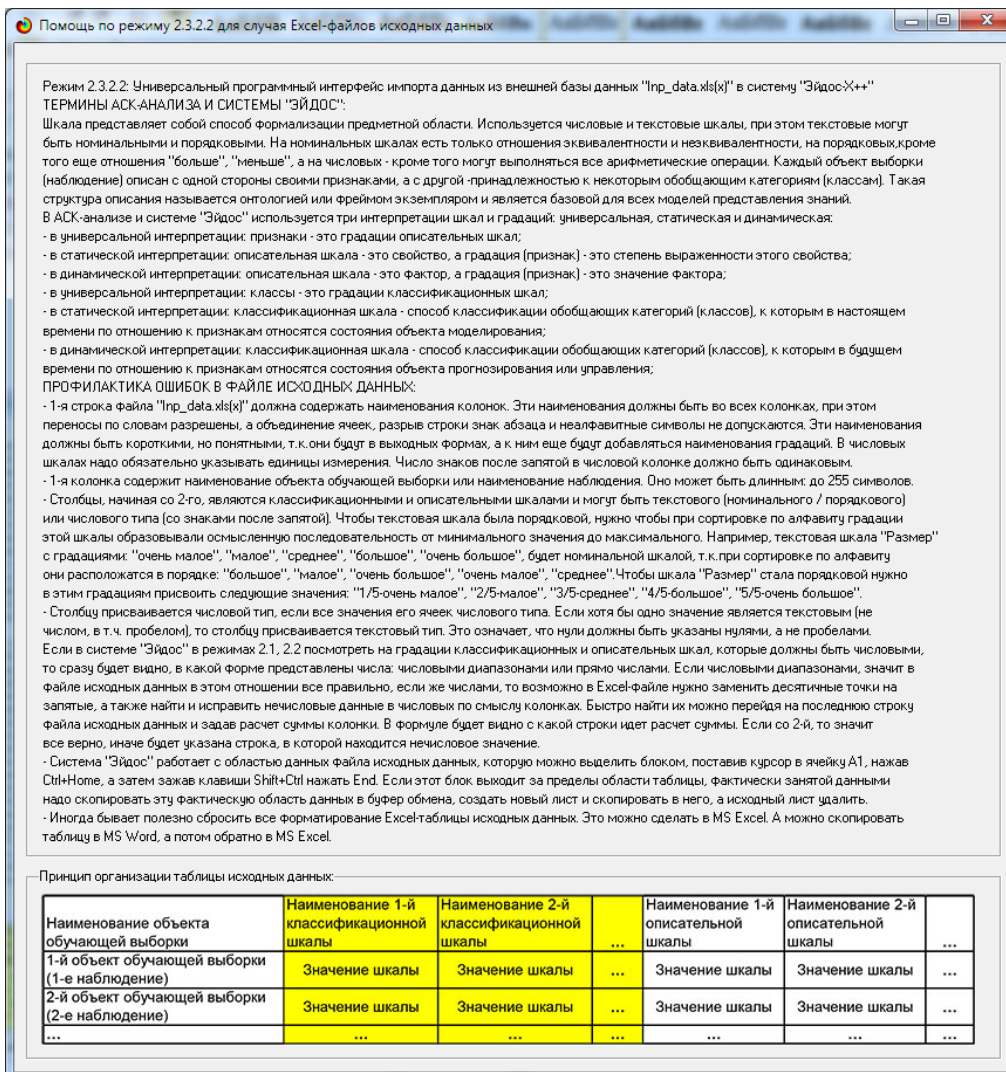 Помощь по режиму 2.3.2.2 для случая Excel-файлов исходных данных
Режим 2.3.2.2: Универсальный программный интерфейс импорта данных из внешней базы данных "Inp_data.xls(x)" в систему "Эйдос-X++"
ТЕРМИНЫ АСК-АНАЛИЗА И СИСТЕМЫ "ЭЙДОС":
Шкала представляет собой способ формализации предметной области. Используется числовые и текстовые шкалы, при этом текстовые могут
быть номинальными и порядковыми. На номинальных шкалах есть только отношения эквивалентности и неэквивалентности, на порядковых,кроме
того еще отношения "больше", "меньше", а на числовых - кроме того могут выполняться все арифметические операции. Каждый объект выборки
(наблюдение) описан с одной стороны своими признаками, а с другой -принадлежностью к некоторым обобщающим категориям (классам). Такая
структура описания называется онтологией или фреймом экземпляром и является базовой для всех моделей представления знаний.
В АСК-анализе и системе "Эйдос" используется три интерпретации шкал и градаций: универсальная, статическая и динамическая:
- в универсальной интерпретации: признаки - это градации описательных шкал;
- в статической интерпретации: описательная шкала - это свойство, а градация (признак) - это степень выраженности этого свойства;
- в динамической интерпретации: описательная шкала - это фактор, а градация (признак) - это значение фактора;
- в универсальной интерпретации: классы - это градации классификационных шкал;
- в статической интерпретации: классификационная шкала - способ классификации обобщающих категорий (классов), к которым в настоящем
времени по отношению к признакам относятся состояния объекта моделирования;
- в динамической интерпретации: классификационная шкала - способ классификации обобщающих категорий (классов), к которым в будущем
времени по отношению к признакам относятся состояния объекта прогнозирования или управления;
ПРОФИЛАКТИКА ОШИБОК В ФАЙЛЕ ИСХОДНЫХ ДАННЫХ:
- 1-я строка файла "Inp_data.xls(x)" должна содержать наименования колонок. Эти наименования должны быть во всех колонках, при этом
переносы по словам разрешены, а объединение ячеек, разрыв строки знак абзаца и неалфавитные символы не допускаются. Эти наименования
должны быть короткими, но понятными, т.к.они будут в выходных формах, а к ним еще будут добавляться наименования градаций. В числовых
шкалах надо обязательно указывать единицы измерения. Число знаков после запятой в числовой колонке должно быть одинаковым.
- 1-я колонка содержит наименование объекта обучающей выборки или наименование наблюдения. Оно может быть длинным: до 255 символов.
- Столбцы, начиная со 2-го, являются классификационными и описательными шкалами и могут быть текстового (номинального / порядкового)
или числового типа (со знаками после запятой). Чтобы текстовая шкала была порядковой, нужно чтобы при сортировке по алфавиту градации
этой шкалы образовывали осмысленную последовательность от минимального значения до максимального. Например, текстовая шкала "Размер"
с градациями: "очень малое", "малое", "среднее", "большое", "очень большое", будет номинальной шкалой, т.к.при сортировке по алфавиту
они расположатся в порядке: "большое", "малое", "очень большое", "очень малое", "среднее".Чтобы шкала "Размер" стала порядковой нужно
в этим градациям присвоить следующие значения: "1/5-очень малое", "2/5-малое", "3/5-среднее", "4/5-большое", "5/5-очень большое".
- Столбцу присваивается числовой тип, если все значения его ячеек числового типа. Если хотя бы одно значение является текстовым (не
числом, в т.ч. пробелом), то столбцу присваивается текстовый тип. Это означает, что нули должны быть указаны нулями, а не пробелами.
Если в системе "Эйдос" в режимах 2.1, 2.2 посмотреть на градации классификационных и описательных шкал, которые должны быть числовыми,
то сразу будет видно, в какой форме представлены числа: числовыми диапазонами или прямо числами. Если числовыми диапазонами, значит в
файле исходных данных в этом отношении все правильно, если же числами, то возможно в Excel-файле нужно заменить десятичные точки на
запятые, а также найти и исправить нечисловые данные в числовых по смыслу колонках. Быстро найти их можно перейдя на последнюю строку
файла исходных данных и задав расчет суммы колонки. В формуле будет видно с какой строки идет расчет суммы. Если со 2-й, то значит
все верно, иначе будет указана строка, в которой находится нечисловое значение.
- Система "Эйдос" работает с областью данных файла исходных данных, которую можно выделить блоком, поставив курсор в ячейку A1, нажав
Ctrl+Home, а затем зажав клавиши Shift+Ctrl нажать End. Если этот блок выходит за пределы области таблицы, фактически занятой данными
надо скопировать эту фактическую область данных в буфер обмена, создать новый лист и скопировать в него, а исходный лист удалить.
- Иногда бывает полезно сбросить все форматирование Excel-таблицы исходных данных. Это можно сделать в MS Excel. А можно скопировать
таблицу в MS Word, а потом обратно в MS Excel.
Принцип организации таблицы исходных данных:
Наименование объекта обучающей выборки Наименование 1-й классификационной шкалы Наименование 2-й классификационной шкалы ... Наименование 1-й описательной шкалы Наименование 2-й описательной шкалы ...
1-й объект обучающей выборки (1-е наблюдение) Значение шкалы Значение шкалы ... Значение шкалы Значение шкалы ...
2-й объект обучающей выборки (2-е наблюдение) Значение шкалы Значение шкалы ... Значение шкалы Значение шкалы ...
... ... ... ... ... ... ...